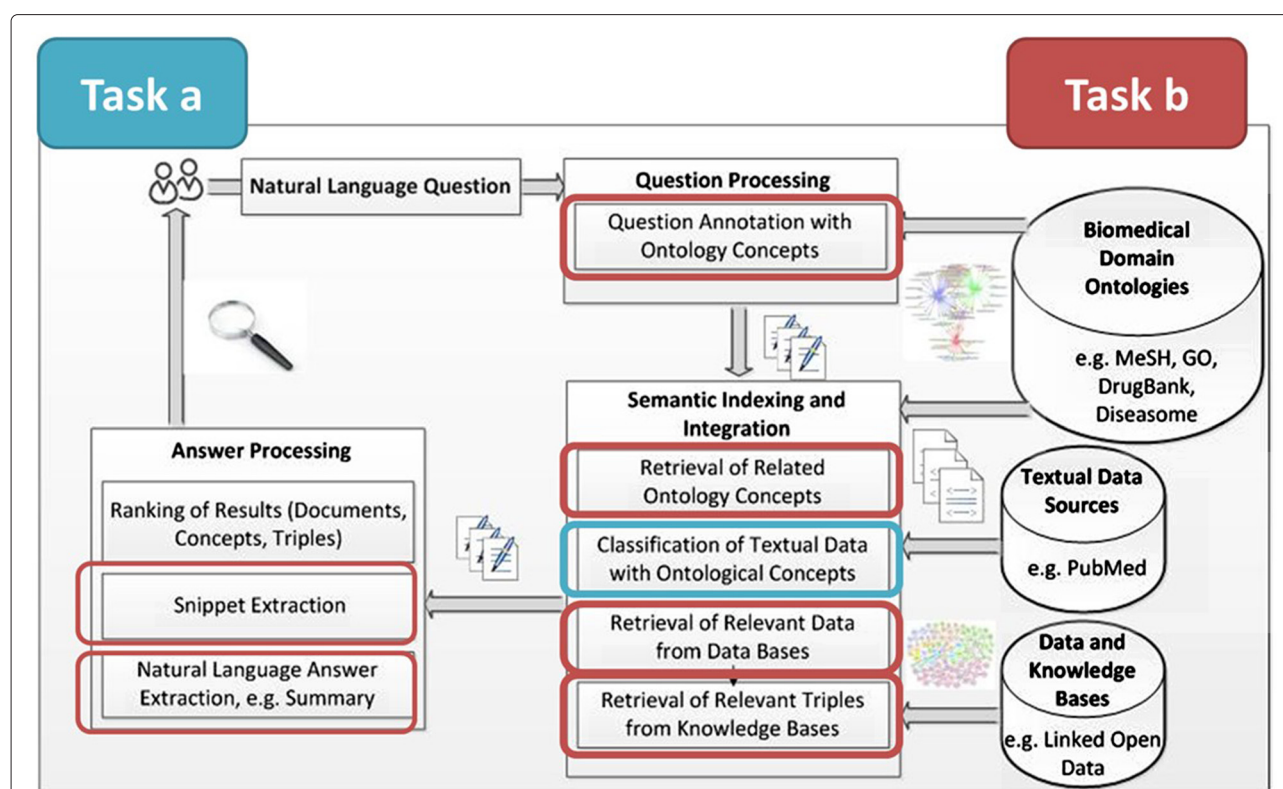 Task a
Task b
Natural Language Question
Question Processing
Question Annotation with
Ontology Concepts
Biomedical
Domain
Ontologies
e.g. MeSH, GO,
DrugBank,
Diseasome
Semantic Indexing and
Integration
Retrieval of Related
Ontology Concepts
Classification of Textual Data
with Ontological Concepts
Retrieval of Relevant Data
from Data Bases
Retrieval of Relevant Triples
from Knowledge Bases
Textual Data
Sources
e.g. PubMed
Data and
Knowledge
Bases
e.g. Linked Open
Data
Answer Processing
Ranking of Results (Documents,
Concepts, Triples)
Snippet Extraction
Natural Language Answer
Extraction, e.g. Summary